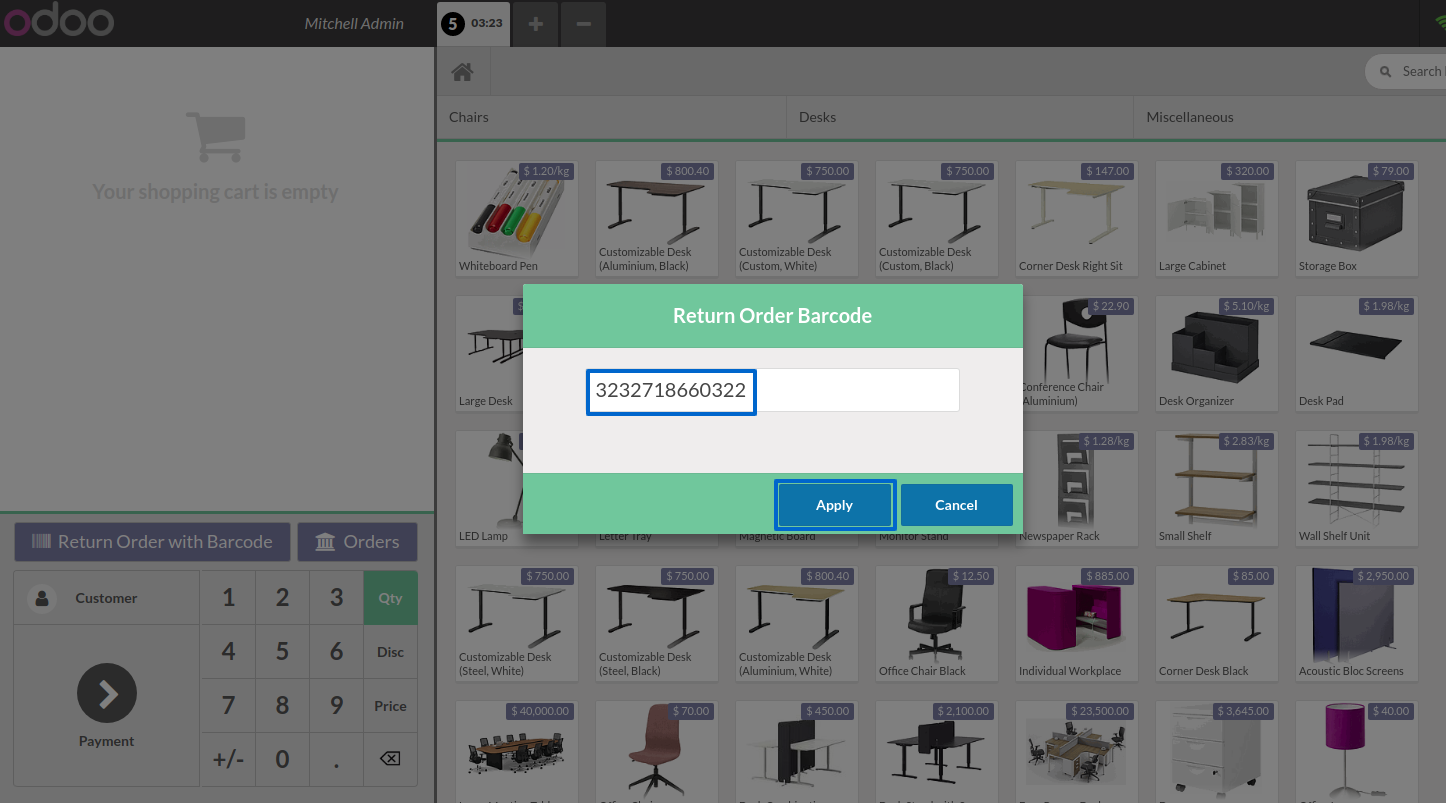 odoo
Mitchell Admin
5 03:23
Search
Chairs
Desks
Miscellaneous
Your shopping cart is empty
$ 1.20/kg
Whiteboard Pen
$ 800.40
Customizable Desk
(Aluminium, Black)
$ 750.00
Customizable Desk
(Custom, White)
$ 750.00
Customizable Desk
(Custom, Black)
$ 147.00
Corner Desk Right Sit
$ 320.00
Large Cabinet
$ 79.00
Storage Box
Large Desk
$ 22.90
Conference Chair
(Aluminium)
$ 5.10/kg
Desk Organizer
$ 1.98/kg
Desk Pad
Return Order Barcode
3232718660322
Apply
Cancel
LED Lamp
Letter Tray
Magnetic Board
Monitor Stand
$ 1.28/kg
Newspaper Rack
$ 2.83/kg
Small Shelf
$ 1.98/kg
Wall Shelf Unit
$ 750.00
Customizable Desk
(Steel, White)
$ 750.00
Customizable Desk
(Steel, Black)
$ 800.40
Customizable Desk
(Aluminium, White)
$ 12.50
Office Chair Black
$ 885.00
Individual Workplace
$ 85.00
Corner Desk Black
$ 2,950.00
Acoustic Bloc Screens
$ 40,000.00
$ 70.00
$ 450.00
$ 2,100.00
$ 23,500.00
$ 3,645.00
$ 40.00
Return Order with Barcode
Orders
Customer
Payment
1 2 3 Qty
4 5 6 Disc
7 8 9 Price
+/- 0 .